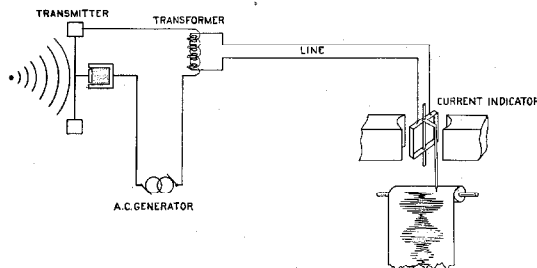 TRANSMITTER
TRANSFORMER
LINE
CURRENT INDICATOR
A.C. GENERATOR